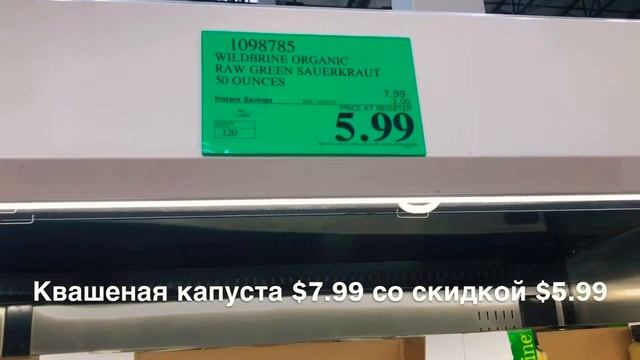 1098785
WILDBRINE ORGANIC
RAW GREEN SAUERKRAUT
50 OUNCES
7.99
Instant Savings
2.00
PRICE AT REGISTER
5.99
.120
Квашеная капуста $7.99 со скидкой $5.99